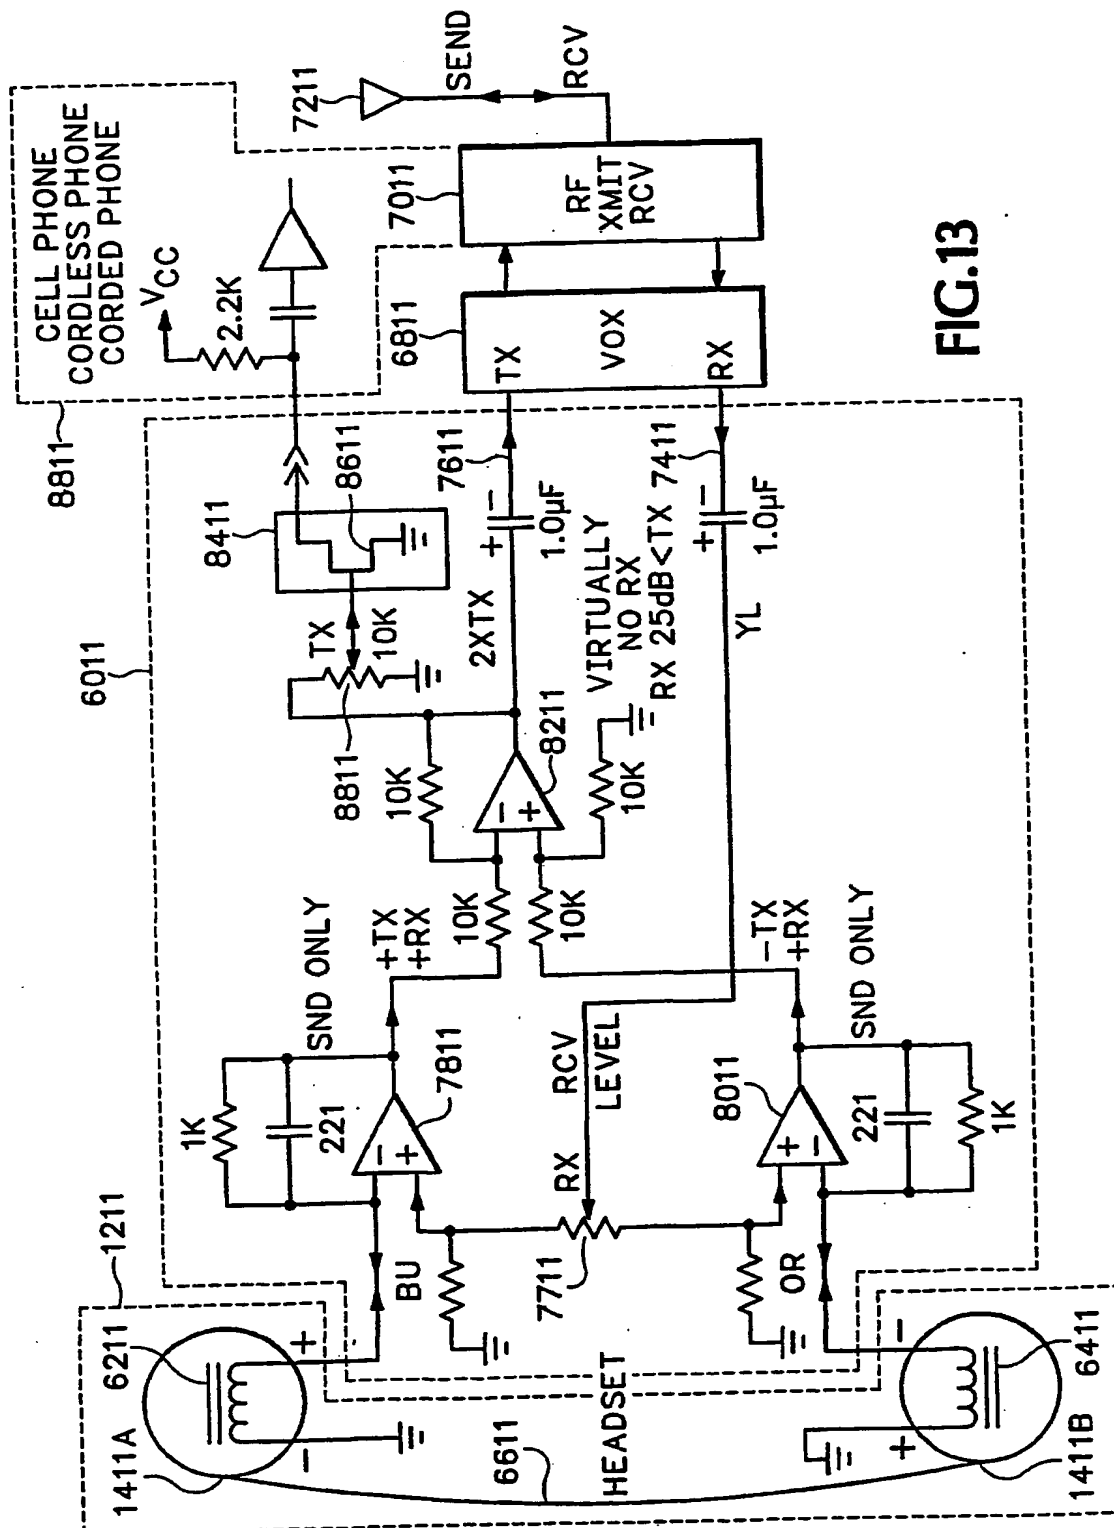 CELL PHONE
CORDLESS PHONE
CORDED PHONE
8811
VCC
2.2K
7211
SEND
RCV
7011
RF
XMIT
RCV
6811
TX
VOX
RX
6011
8411
8611
TX
10K
8811
7611
+
−
1.0µF
2XTX
VIRTUALLY
NO RX
RX 25dB<TX
7411
+
−
1.0µF
YL
10K
−
+
8211
10K
10K
10K
SND ONLY
+TX
+RX
1K
221
−
+
7811
RX
RCV
LEVEL
7711
−TX
+RX
SND ONLY
8011
+
−
221
1K
BU
OR
1211
6211
+
−
1411A
6611
HEADSET
+
−
6411
1411B
FIG.13